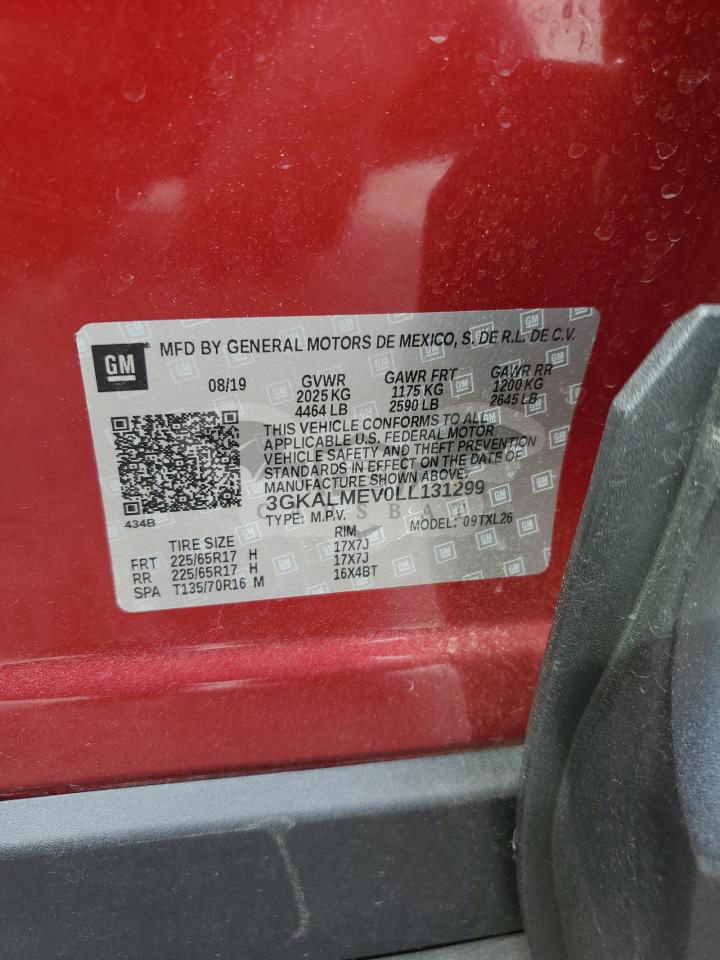 GM MFD BY GENERAL MOTORS DE MEXICO, S. DE R.L. DE C.V.
08/19 GVWR GAWR FRT GAWR RR
2025 KG 1175 KG 1200 KG
4464 LB 2590 LB 2645 LB
THIS VEHICLE CONFORMS TO ALL
APPLICABLE U.S. FEDERAL MOTOR
VEHICLE SAFETY AND THEFT PREVENTION
STANDARDS IN EFFECT ON THE DATE OF
MANUFACTURE SHOWN ABOVE.
3GKALMEV0LL131299
434B TYPE: M.P.V. MODEL: 09TXL26
TIRE SIZE RIM
FRT 225/65R17 H 17X7J
RR 225/65R17 H 17X7J
SPA T135/70R16 M 16X4BT